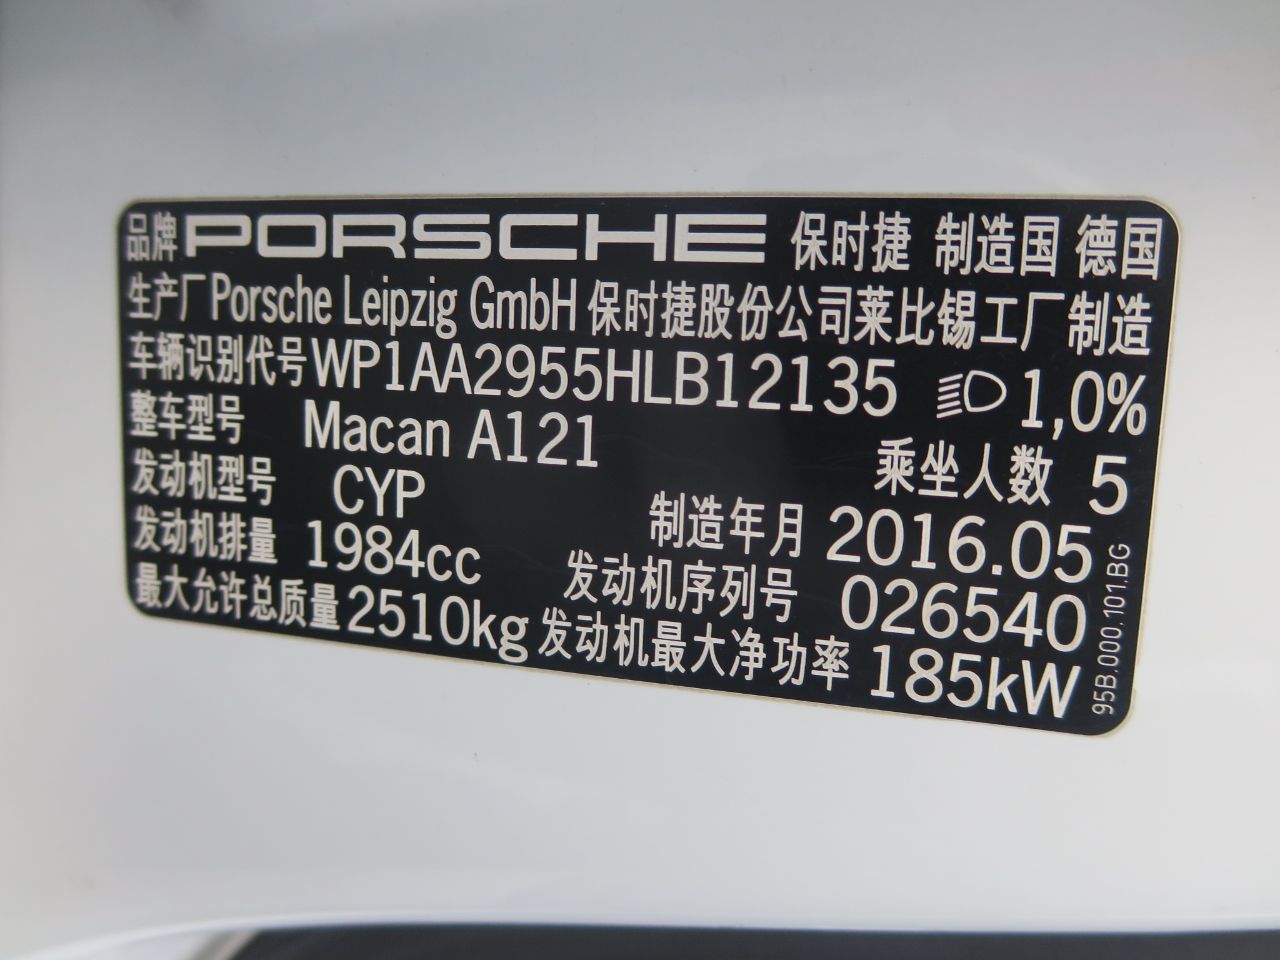 品牌 PORSCHE 保时捷 制造国 德国
生产厂 Porsche Leipzig GmbH 保时捷股份公司莱比锡工厂 制造
车辆识别代号 WP1AA2955HLB12135 1,0%
整车型号 Macan A121 乘坐人数 5
发动机型号 CYP 制造年月 2016.05
发动机排量 1984cc 发动机序列号 026540
最大允许总质量 2510kg 发动机最大净功率 185kW
95B.000.101.BG